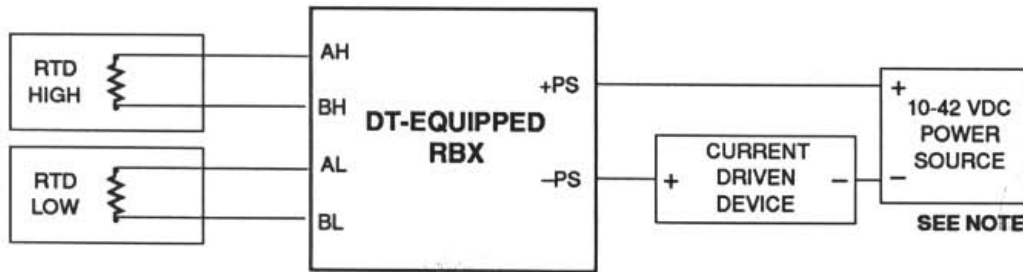 RTD
HIGH
AH
BH
RTD
LOW
AL
BL
DT-EQUIPPED
RBX
+PS
–PS
+ CURRENT –
DRIVEN
DEVICE
+
10-42 VDC
POWER
SOURCE
–
SEE NOTE